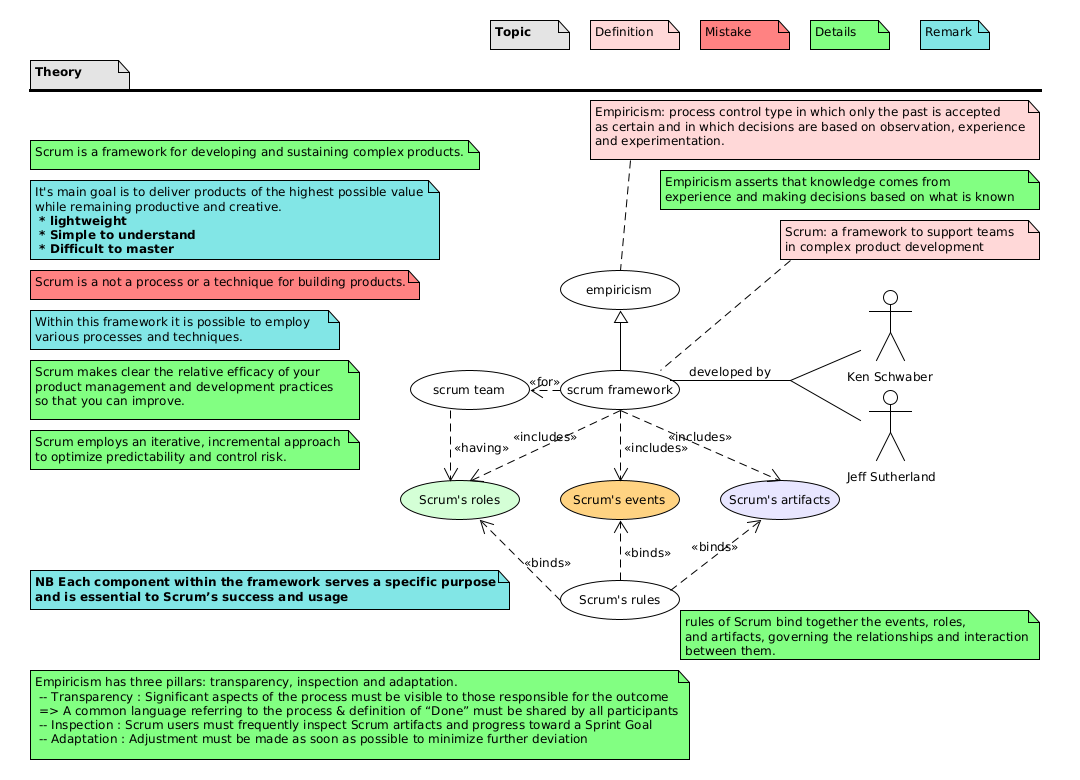 Topic
Definition
Mistake
Details
Remark
Theory
Empiricism: process control type in which only the past is accepted
as certain and in which decisions are based on observation, experience
and experimentation.
Scrum is a framework for developing and sustaining complex products.
Empiricism asserts that knowledge comes from
experience and making decisions based on what is known
It's main goal is to deliver products of the highest possible value
while remaining productive and creative.
* lightweight
* Simple to understand
* Difficult to master
Scrum: a framework to support teams
in complex product development
Scrum is a not a process or a technique for building products.
empiricism
Within this framework it is possible to employ
various processes and techniques.
Scrum makes clear the relative efficacy of your
product management and development practices
so that you can improve.
scrum team
«for»
scrum framework
developed by
Ken Schwaber
Jeff Sutherland
Scrum employs an iterative, incremental approach
to optimize predictability and control risk.
«having»
«includes»
«includes»
«includes»
Scrum's roles
Scrum's events
Scrum's artifacts
«binds»
«binds»
«binds»
Scrum's rules
NB Each component within the framework serves a specific purpose
and is essential to Scrum’s success and usage
rules of Scrum bind together the events, roles,
and artifacts, governing the relationships and interaction
between them.
Empiricism has three pillars: transparency, inspection and adaptation.
-- Transparency : Significant aspects of the process must be visible to those responsible for the outcome
=> A common language referring to the process & definition of “Done” must be shared by all participants
-- Inspection : Scrum users must frequently inspect Scrum artifacts and progress toward a Sprint Goal
-- Adaptation : Adjustment must be made as soon as possible to minimize further deviation